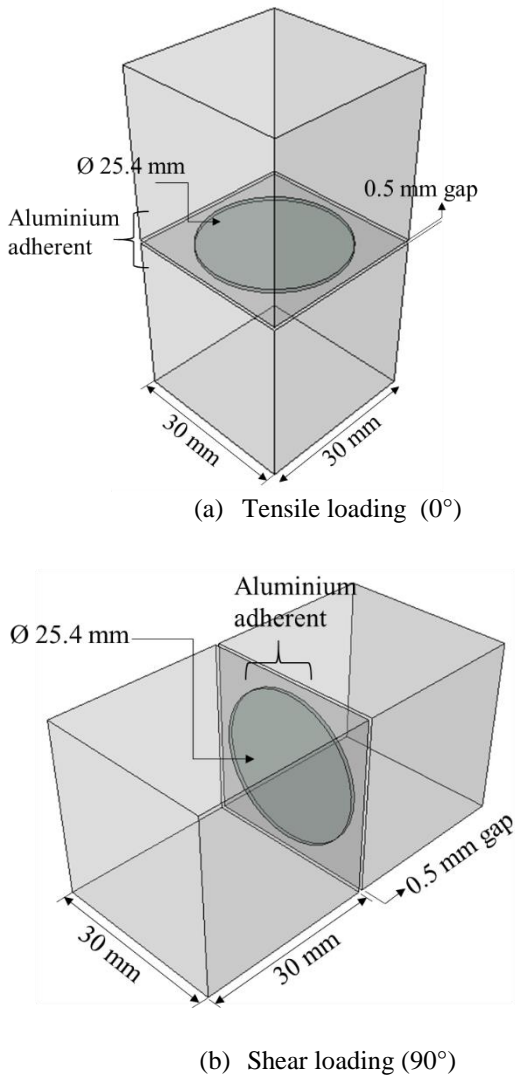 Ø 25.4 mm
0.5 mm gap
Aluminium
adherent
30 mm
30 mm
(a) Tensile loading (0°)
Aluminium
adherent
Ø 25.4 mm
0.5 mm gap
30 mm
30 mm
(b) Shear loading (90°)